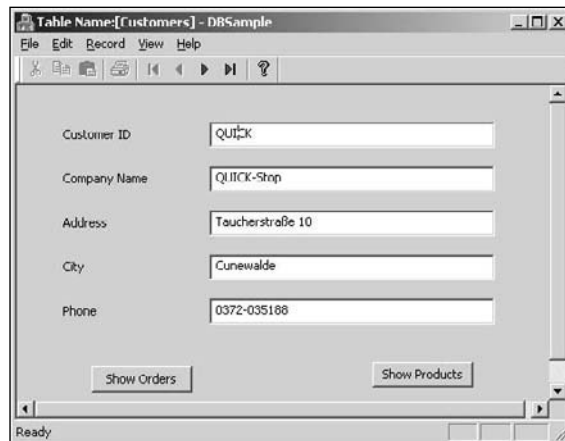 Table Name:[Customers] - DBSample
File Edit Record View Help
Customer ID QUICK
Company Name QUICK-Stop
Address Taucherstraße 10
City Cunewalde
Phone 0372-035188
Show Orders Show Products
Ready